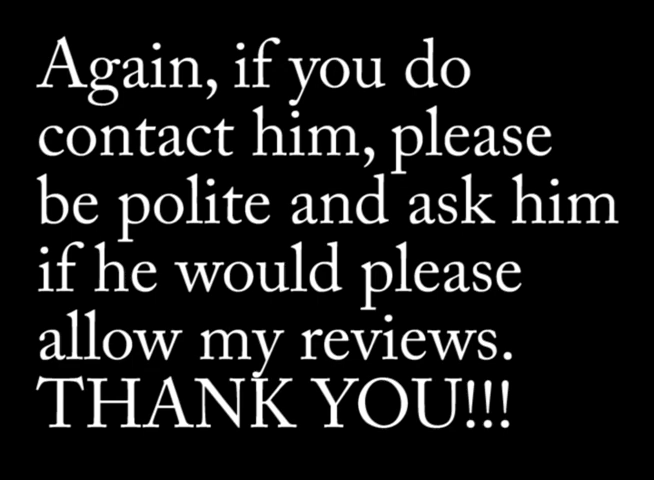 Again, if you do
contact him, please
be polite and ask him
if he would please
allow my reviews.
THANK YOU!!!